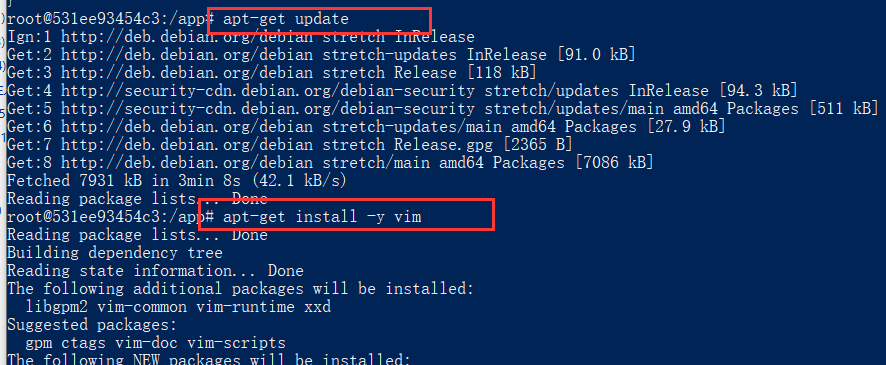 root@531ee93454c3:/app# apt-get update
Ign:1 http://deb.debian.org/debian stretch InRelease
Get:2 http://deb.debian.org/debian stretch-updates InRelease [91.0 kB]
Get:3 http://deb.debian.org/debian stretch Release [118 kB]
Get:4 http://security-cdn.debian.org/debian-security stretch/updates InRelease [94.3 kB]
Get:5 http://security-cdn.debian.org/debian-security stretch/updates/main amd64 Packages [511 kB]
Get:6 http://deb.debian.org/debian stretch-updates/main amd64 Packages [27.9 kB]
Get:7 http://deb.debian.org/debian stretch Release.gpg [2365 B]
Get:8 http://deb.debian.org/debian stretch/main amd64 Packages [7086 kB]
Fetched 7931 kB in 3min 8s (42.1 kB/s)
Reading package lists... Done
root@531ee93454c3:/app# apt-get install -y vim
Reading package lists... Done
Building dependency tree
Reading state information... Done
The following additional packages will be installed:
  libgpm2 vim-common vim-runtime xxd
Suggested packages:
  gpm ctags vim-doc vim-scripts
The following NEW packages will be installed: